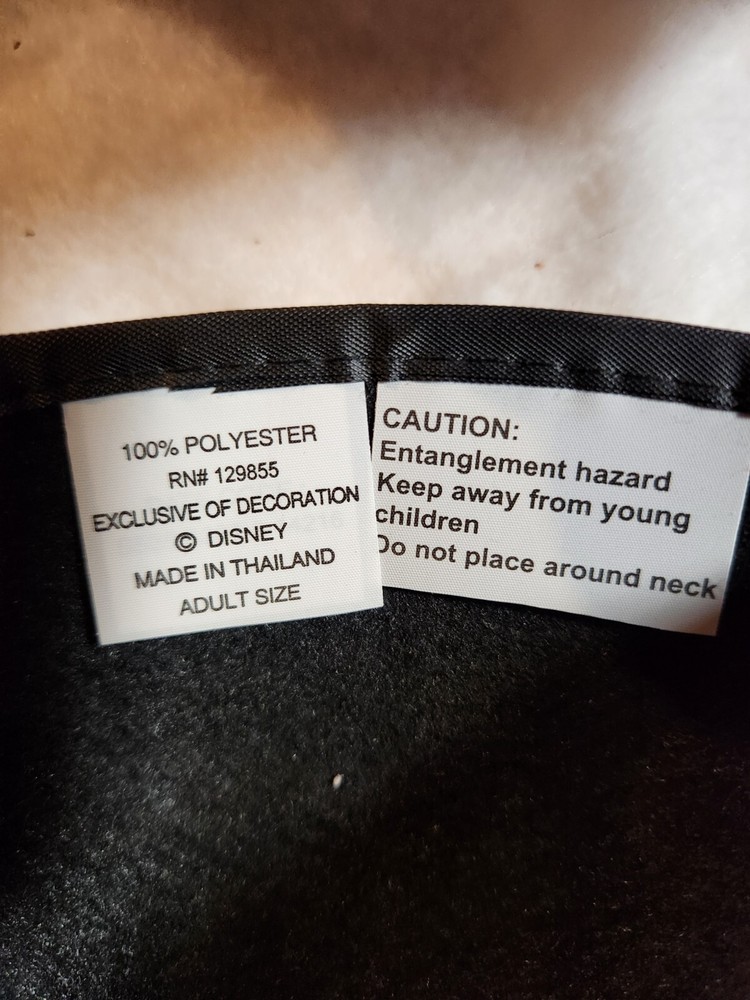 100% POLYESTER
RN# 129855
EXCLUSIVE OF DECORATION
© DISNEY
MADE IN THAILAND
ADULT SIZE
CAUTION:
Entanglement hazard
Keep away from young
children
Do not place around neck